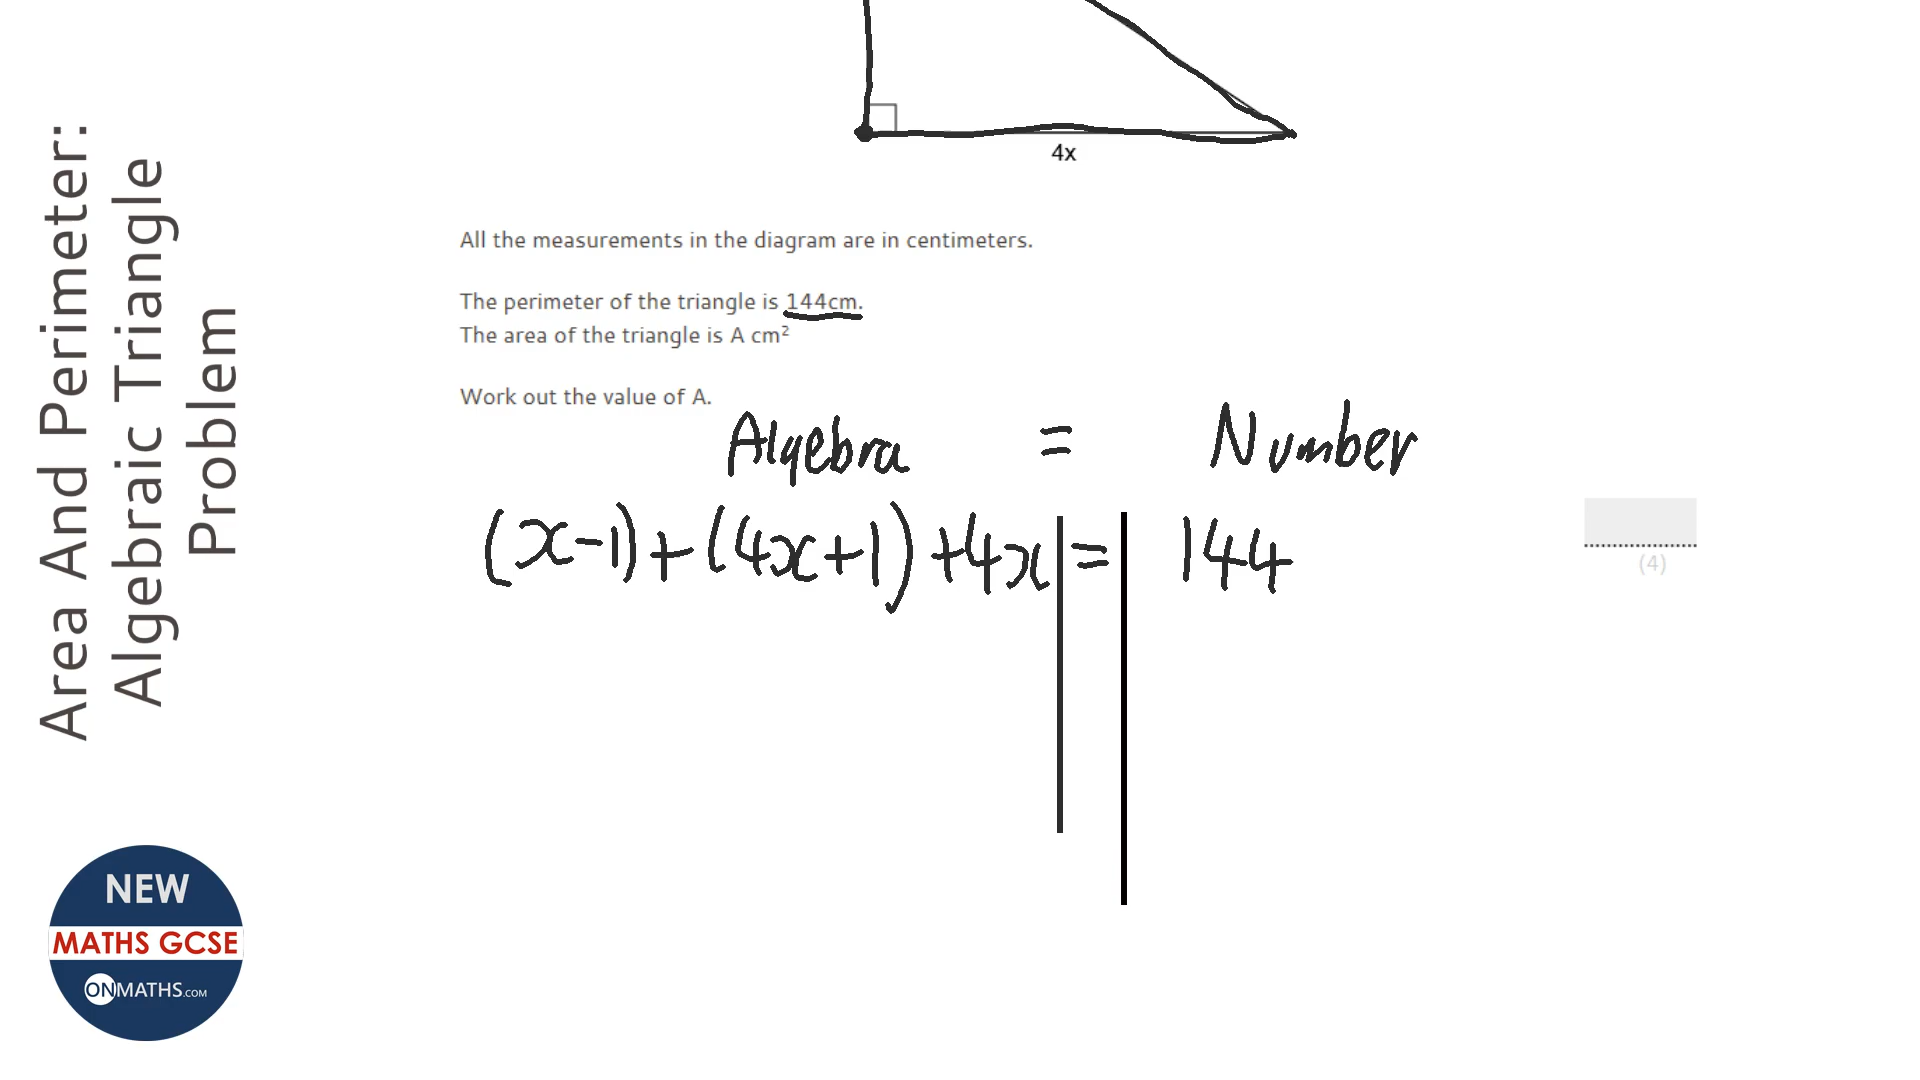 Area And Perimeter:
Algebraic Triangle
Problem
4x
All the measurements in the diagram are in centimeters.
The perimeter of the triangle is 144cm.
The area of the triangle is A cm²
Work out the value of A.
Algebra = Number
(x-1)+(4x+1)+4x = 144
(4)
NEW
MATHS GCSE
ONMATHS.COM